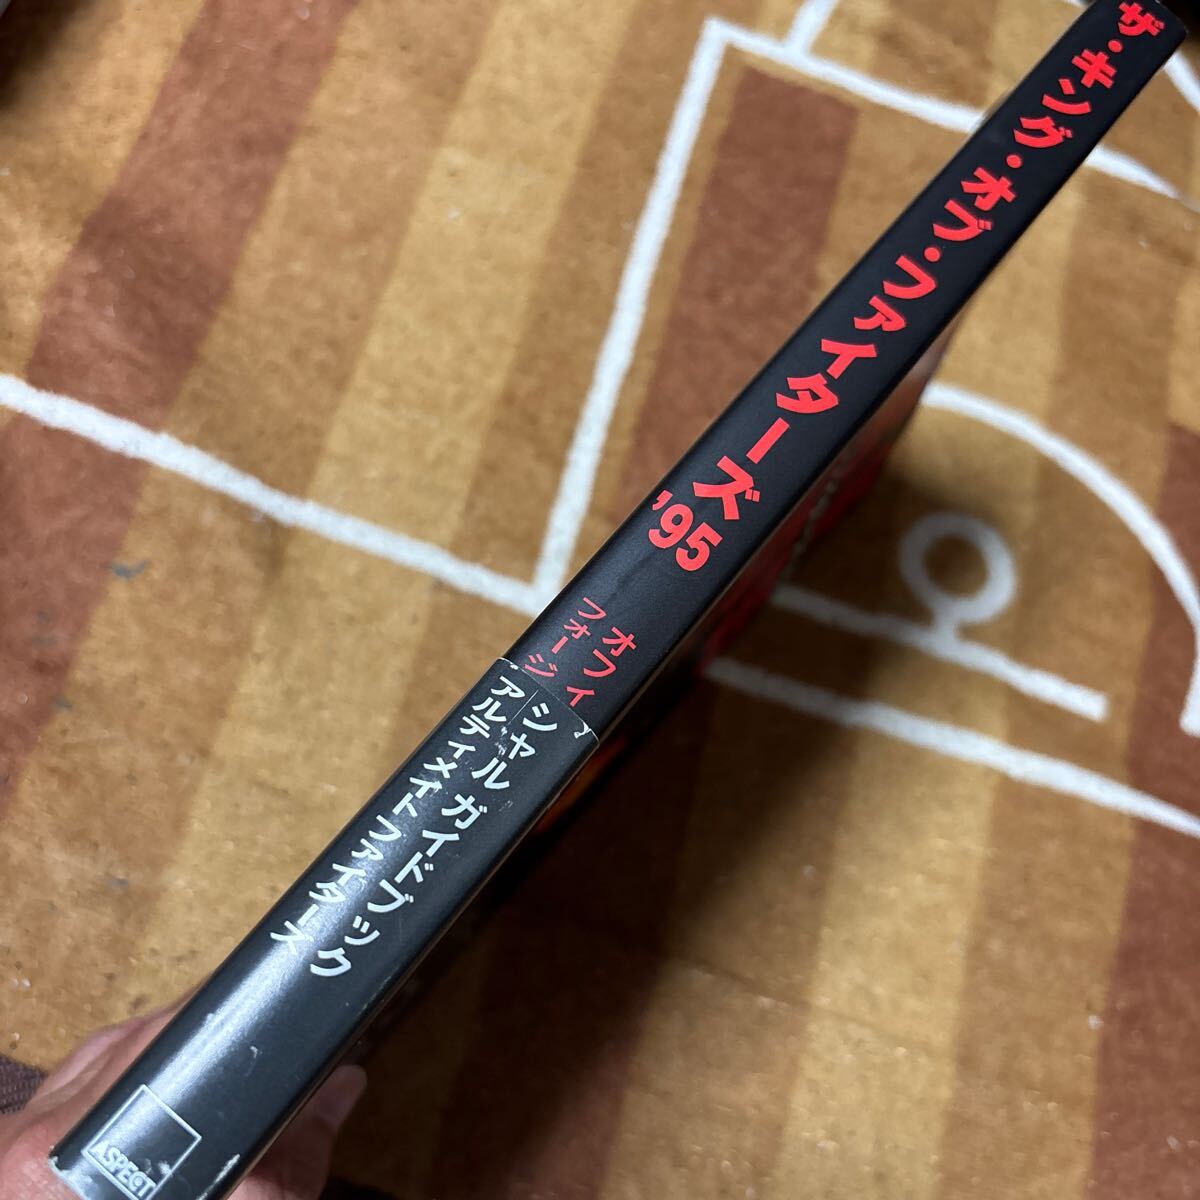 ザ・キング・オブ・ファイターズ '95
オフィシャル ガイドブック
フォージ アルティメイトファイターズ
ASPECT